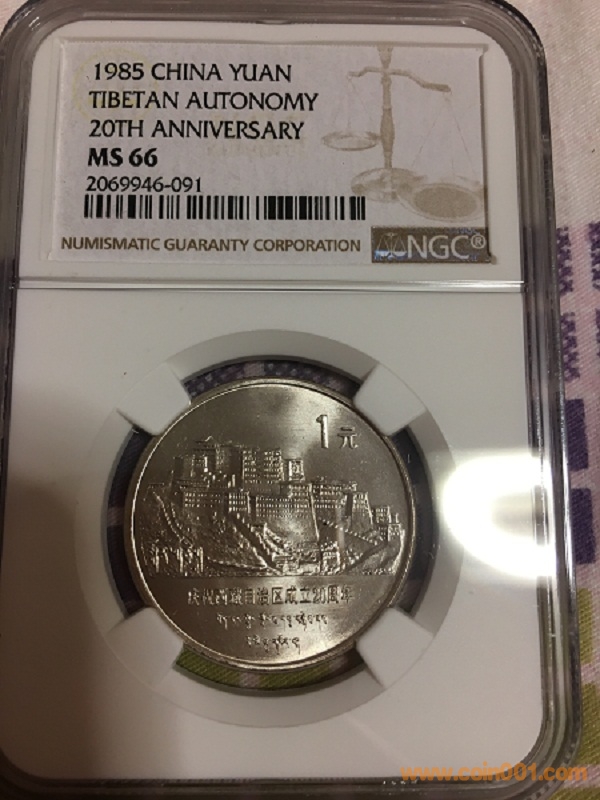 1985 CHINA YUAN
TIBETAN AUTONOMY
20TH ANNIVERSARY
MS 66
2069946-091
NUMISMATIC GUARANTY CORPORATION
NGC®
1元
庆祝西藏自治区成立20周年
www.cain001.com